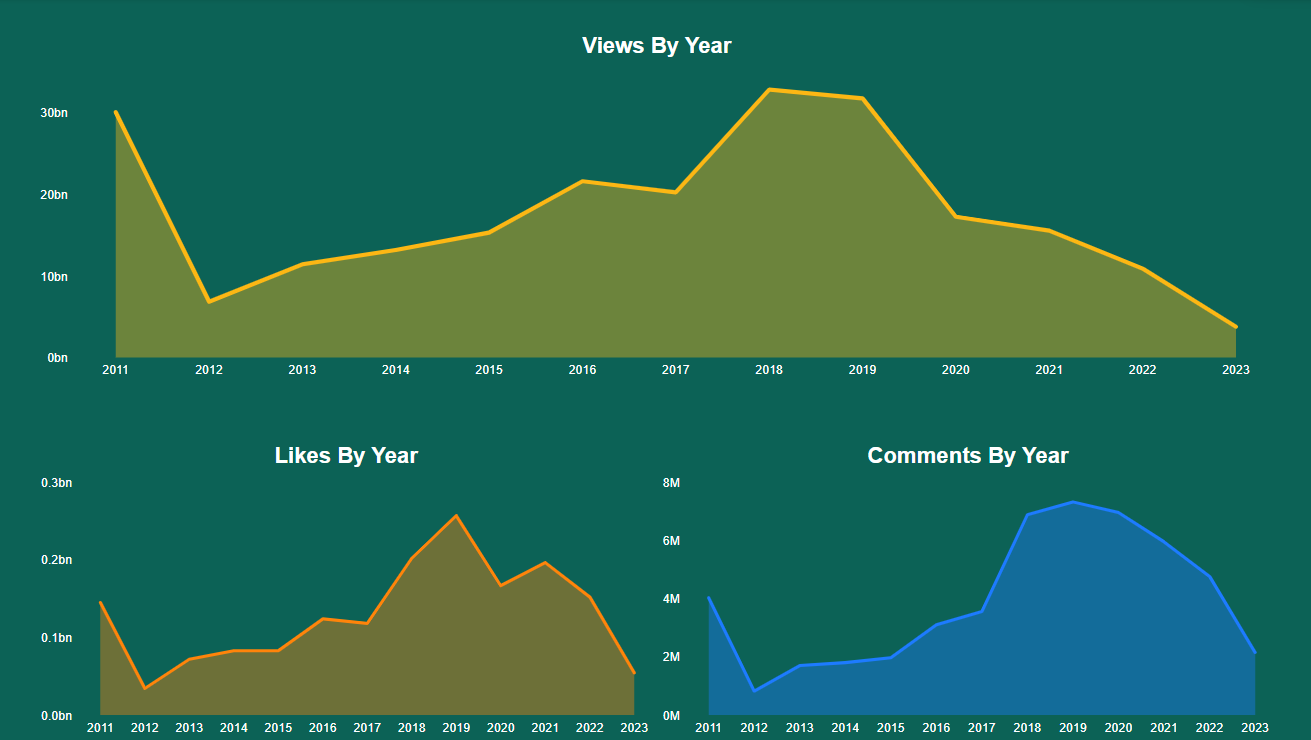 Views By Year
30bn
20bn
10bn
0bn
2011 2012 2013 2014 2015 2016 2017 2018 2019 2020 2021 2022 2023
Likes By Year
0.3bn
0.2bn
0.1bn
0.0bn
2011 2012 2013 2014 2015 2016 2017 2018 2019 2020 2021 2022 2023
Comments By Year
8M
6M
4M
2M
0M
2011 2012 2013 2014 2015 2016 2017 2018 2019 2020 2021 2022 2023